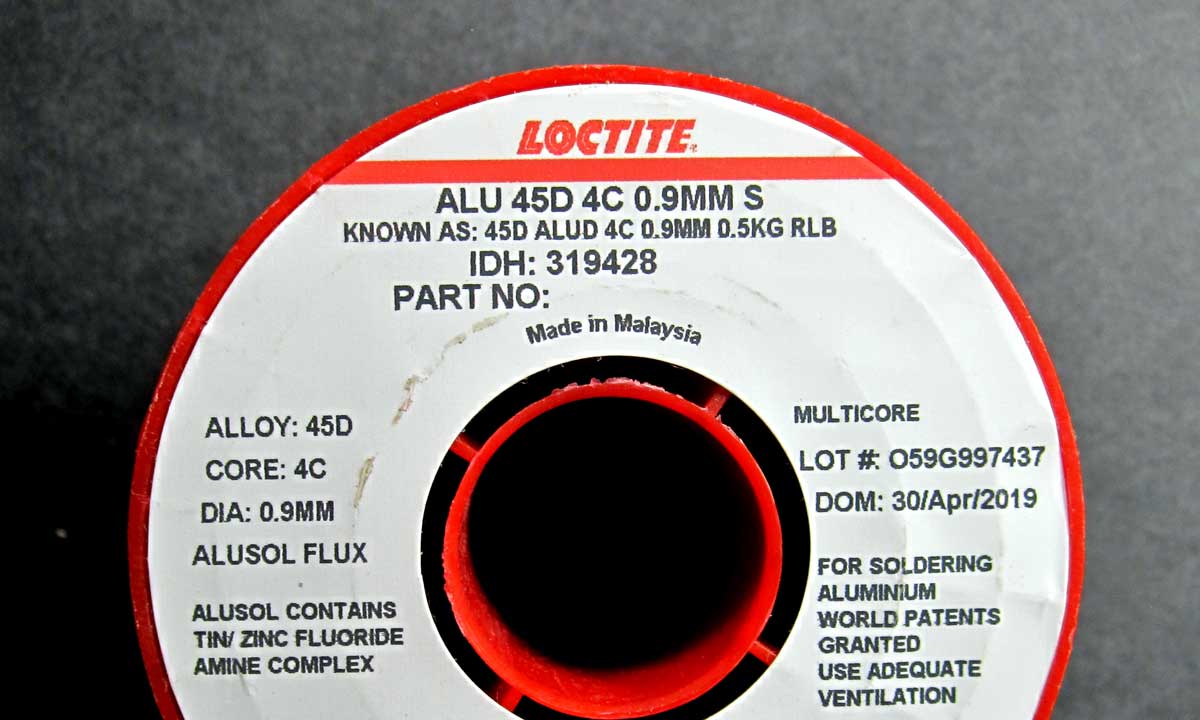 LOCTITE
ALU 45D 4C 0.9MM S
KNOWN AS: 45D ALUD 4C 0.9MM 0.5KG RLB
IDH: 319428
PART NO:
Made in Malaysia
ALLOY: 45D
CORE: 4C
DIA: 0.9MM
ALUSOL FLUX
ALUSOL CONTAINS
TIN/ ZINC FLUORIDE
AMINE COMPLEX
MULTICORE
LOT #: O59G997437
DOM: 30/Apr/2019
FOR SOLDERING
ALUMINIUM
WORLD PATENTS
GRANTED
USE ADEQUATE
VENTILATION